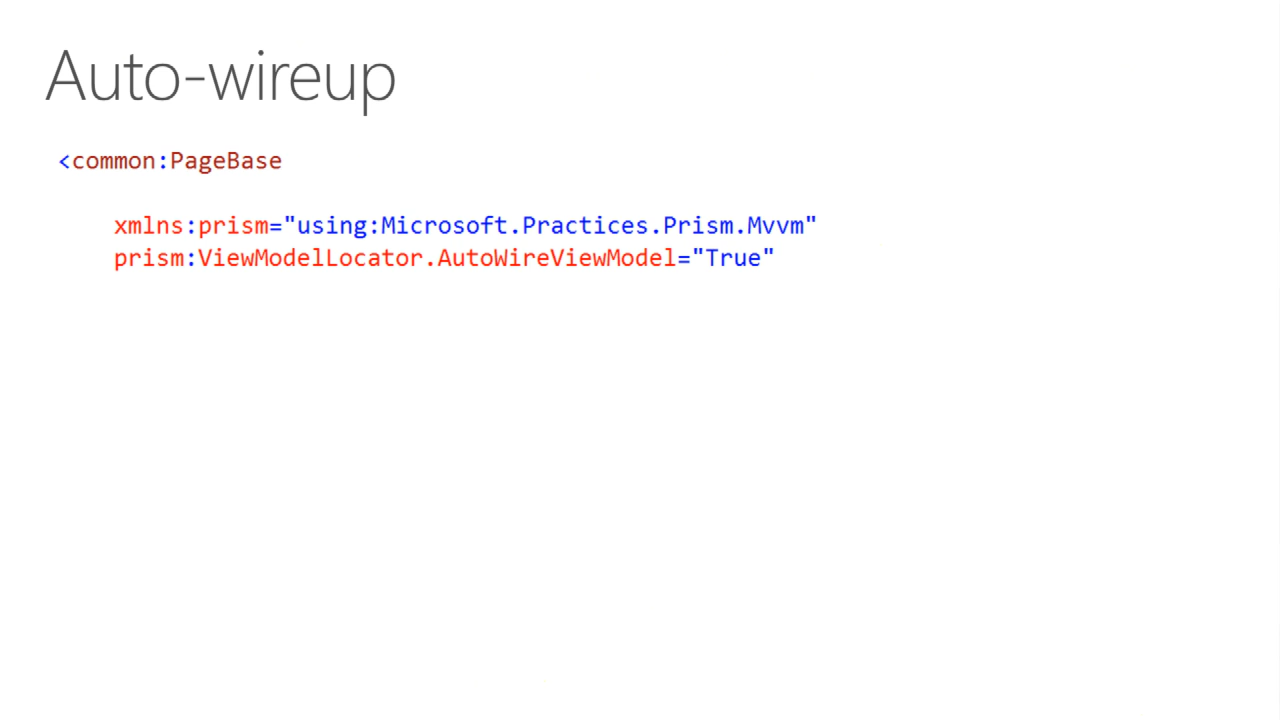 Auto-wireup
<common:PageBase
xmlns:prism="using:Microsoft.Practices.Prism.Mvvm"
prism:ViewModelLocator.AutoWireViewModel="True"